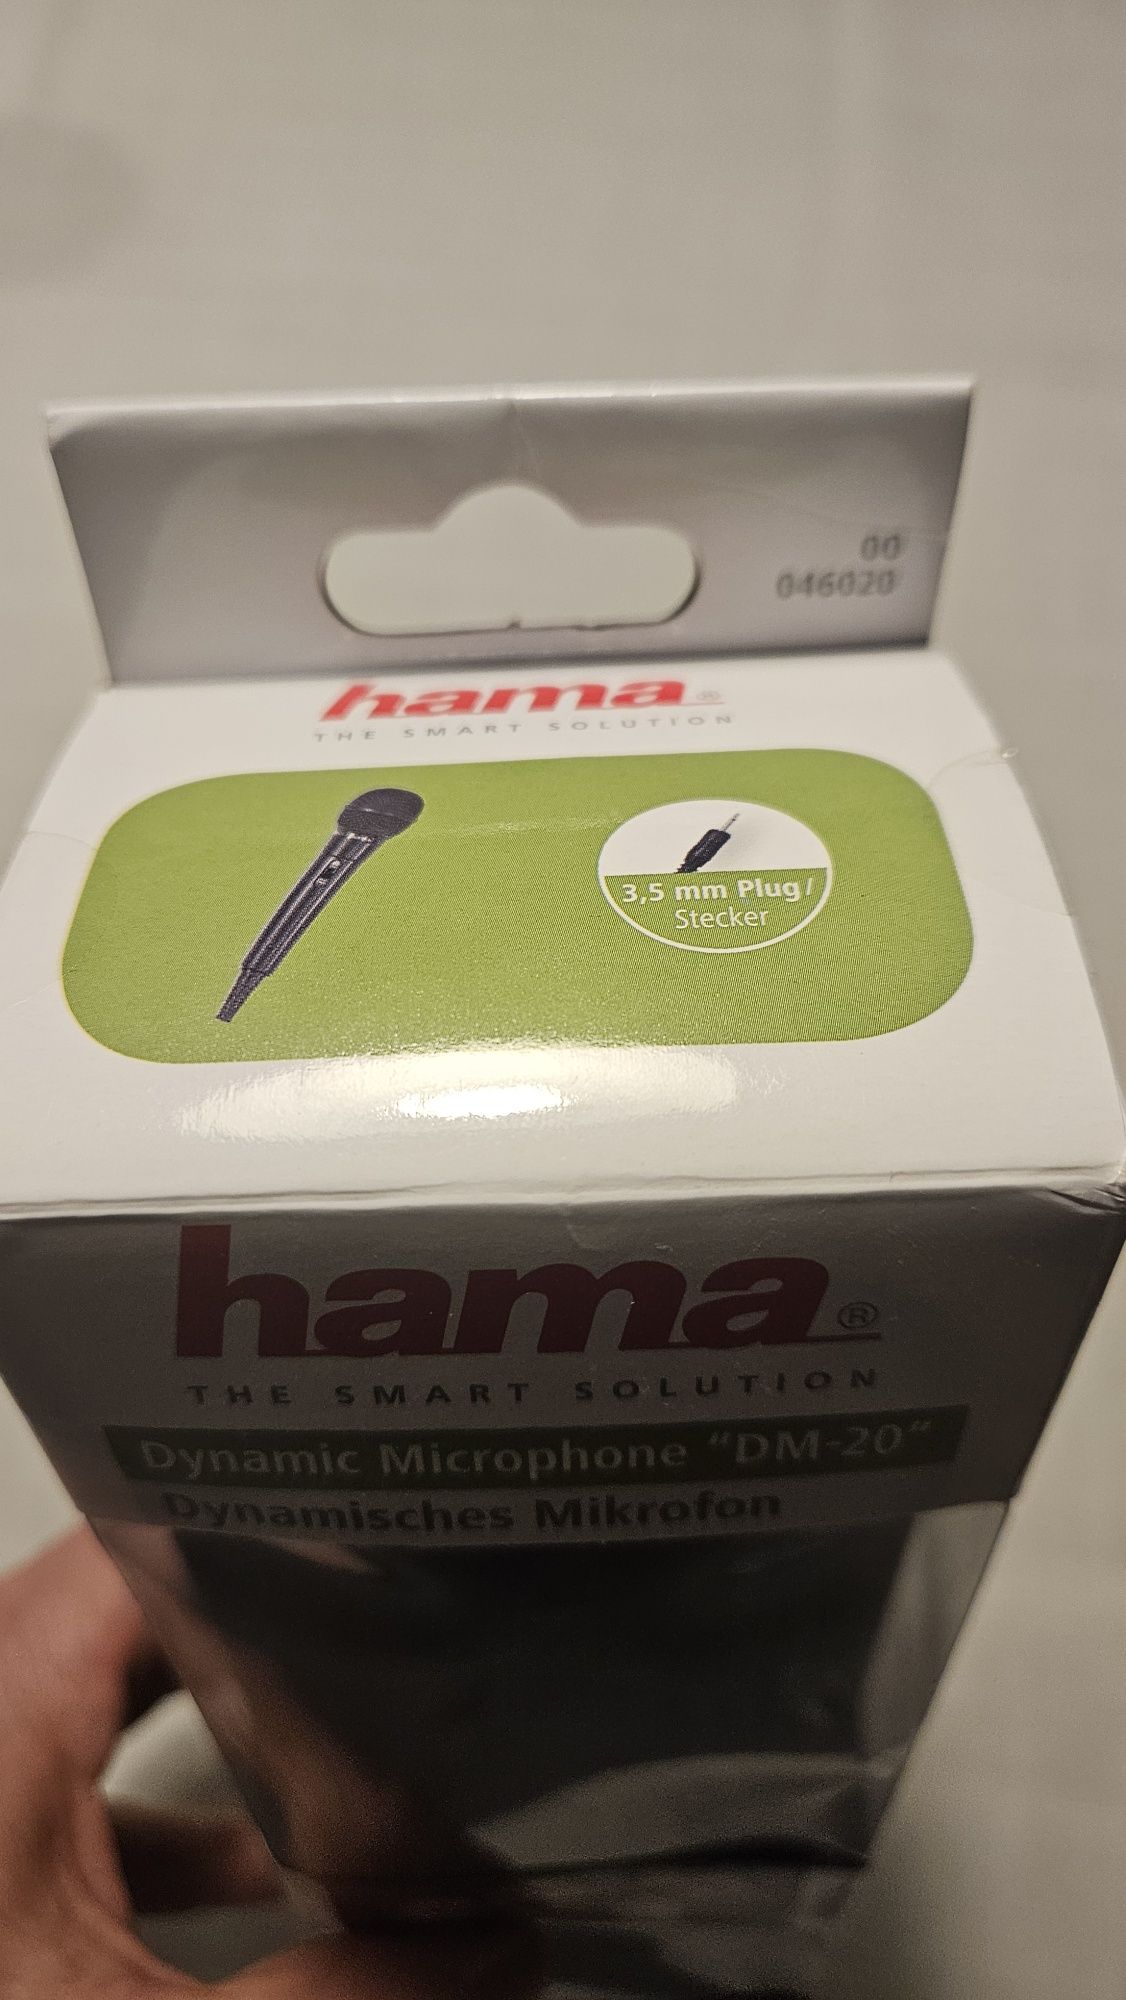 00
046020
hama®
THE SMART SOLUTION
3,5 mm Plug/
Stecker
hama®
THE SMART SOLUTION
Dynamic Microphone “DM-20”
Dynamisches Mikrofon